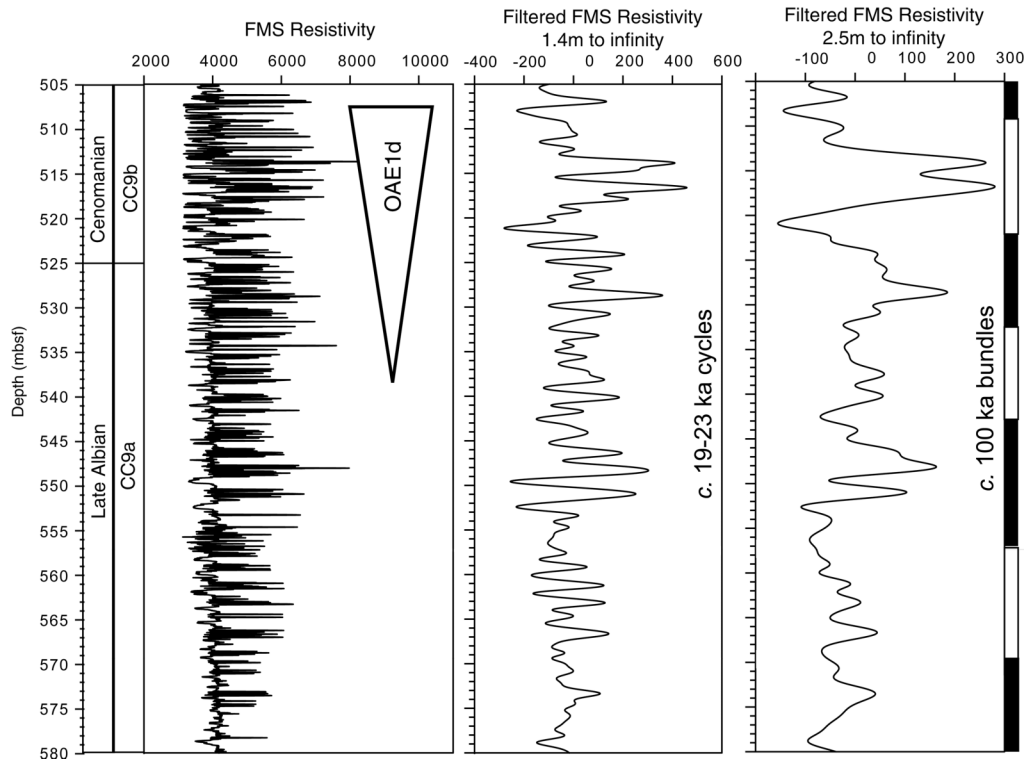 FMS Resistivity
2000 4000 6000 8000 10000
Filtered FMS Resistivity
1.4m to infinity
-400 -200 0 200 400 600
Filtered FMS Resistivity
2.5m to infinity
-100 0 100 200 300
Depth (mbsf)
505
510
515
520
525
530
535
540
545
550
555
560
565
570
575
580
Cenomanian
Late Albian
CC9b
CC9a
OAE1d
c. 19-23 ka cycles
c. 100 ka bundles